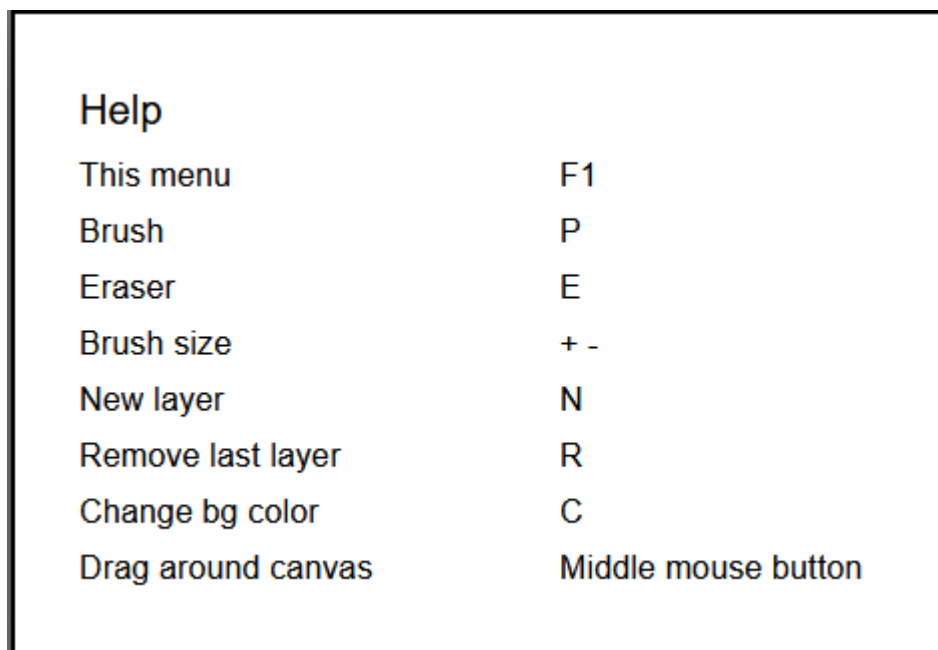 Help
This menu F1
Brush P
Eraser E
Brush size + -
New layer N
Remove last layer R
Change bg color C
Drag around canvas Middle mouse button